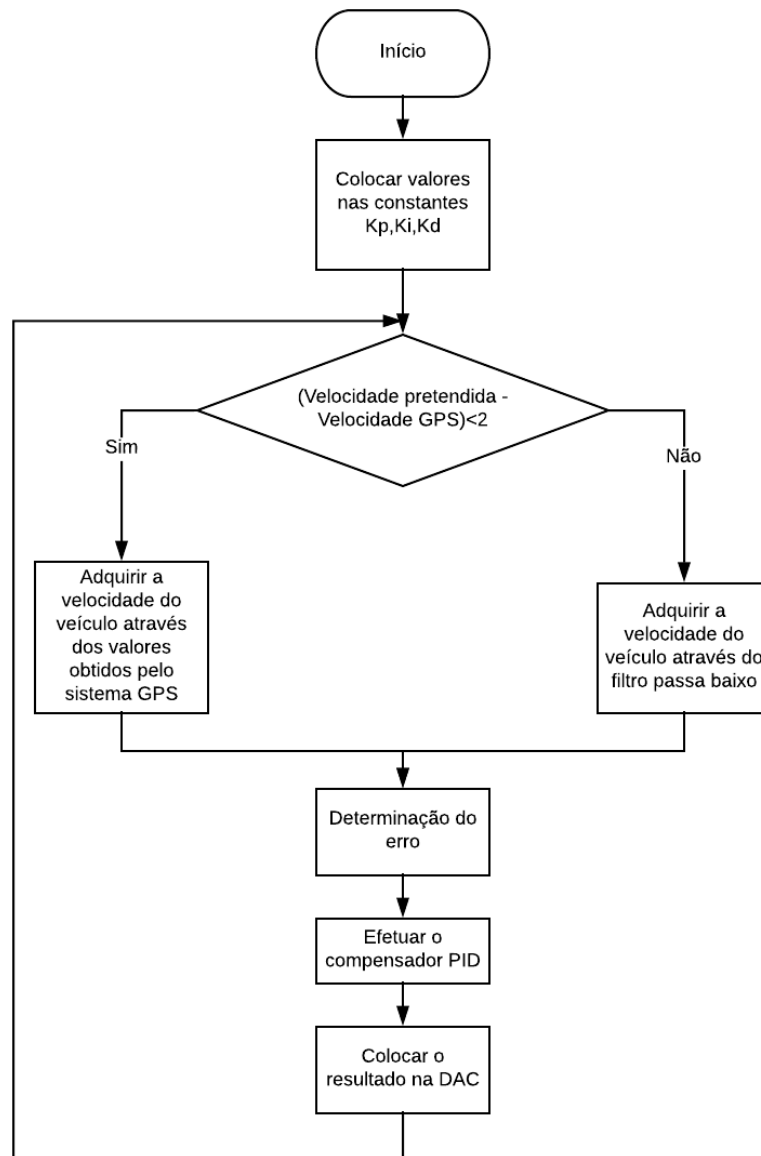 Início
Colocar valores
nas constantes
Kp,Ki,Kd
(Velocidade pretendida -
Velocidade GPS)<2
Sim
Não
Adquirir a
velocidade do
veículo através
dos valores
obtidos pelo
sistema GPS
Adquirir a
velocidade do
veículo através do
filtro passa baixo
Determinação do
erro
Efetuar o
compensador PID
Colocar o
resultado na DAC